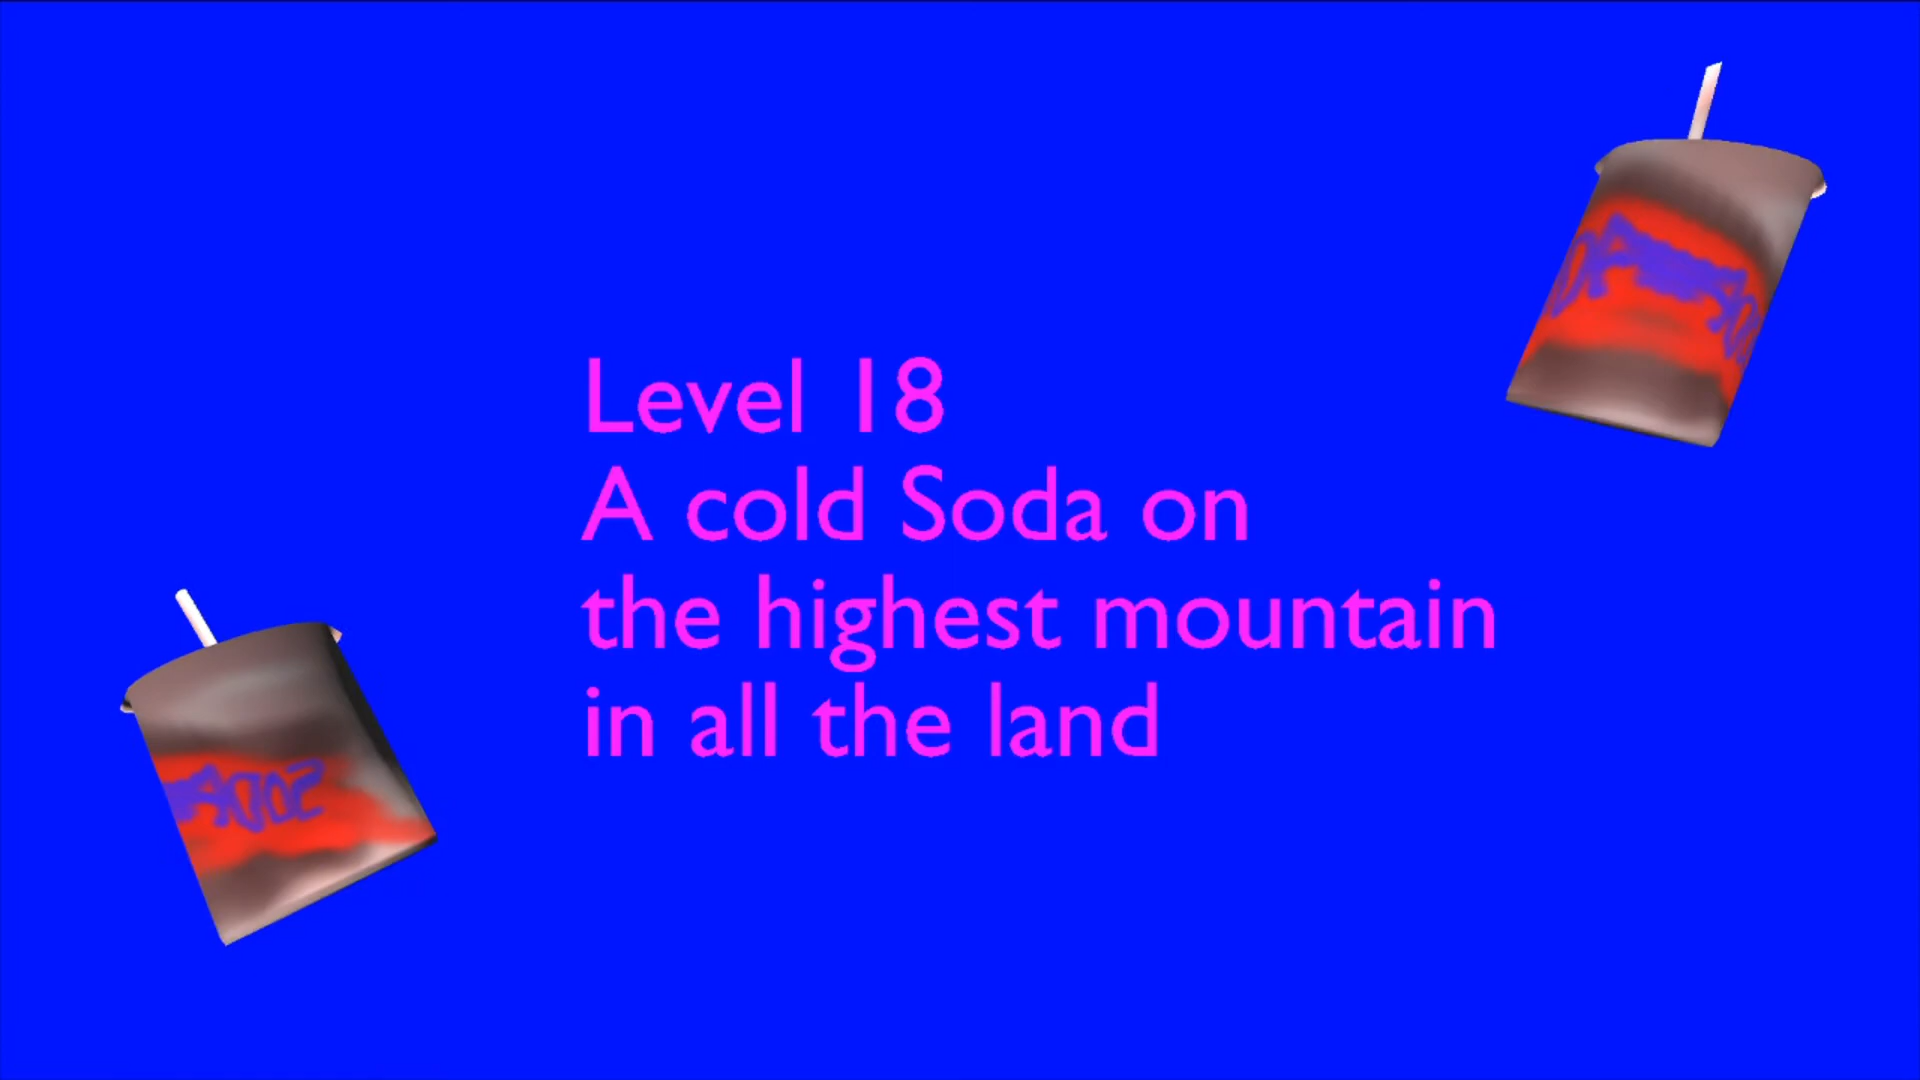 Level 18
A cold Soda on
the highest mountain
in all the land